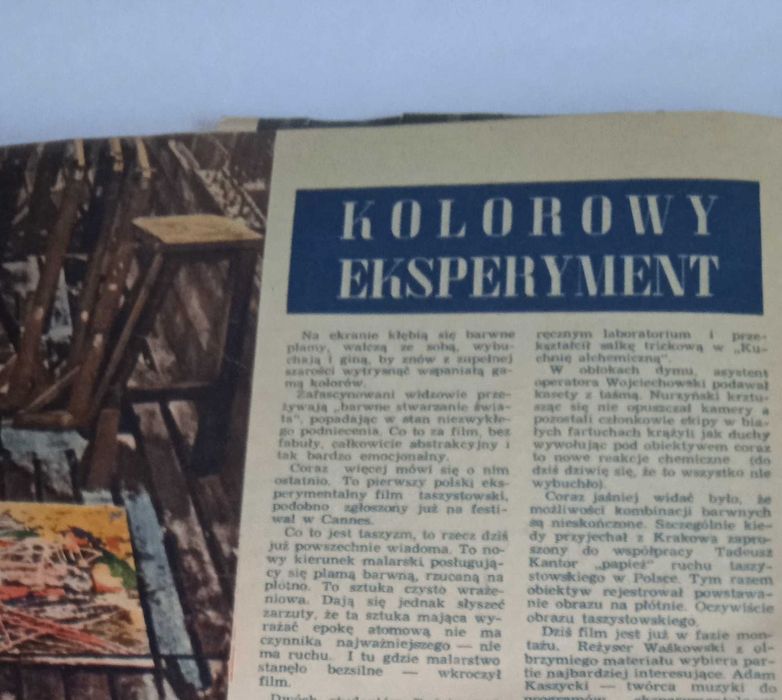 KOLOROWY
EKSPERYMENT
Na ekranie kłębią się barwne
plamy, walczą ze sobą, wybu-
chają i giną, by znów z zupełnej
szarości wytrysnąć wspaniałą ga-
mą kolorów.
Zafascynowani widzowie prze-
żywają „barwne stwarzanie świa-
ta", popadając w stan niezwykłe-
go podniecenia. Co to za film, bez
fabuły, całkowicie abstrakcyjny i
tak bardzo emocjonalny.
Coraz więcej mówi się o nim
ostatnio. To pierwszy polski eks-
perymentalny film taszystowski,
podobno zgłoszony już na festi-
wal w Cannes.
Co to jest taszyzm, to rzecz dziś
już powszechnie wiadoma. To no-
wy kierunek malarski posługują-
cy się plamą barwną, rzucaną na
płótno. To sztuka czysto wraże-
niowa. Dają się jednak słyszeć
zarzuty, że ta sztuka mająca wy-
rażać epokę atomową nie ma
czynnika najważniejszego — nie
ma ruchu. I tu gdzie malarstwo
stanęło bezsilne — wkroczył
film.
ręcznym laboratorium i prze-
kształcił salkę trickową w „Ku-
chnię alchemiczną".
W obłokach dymu, asystent
operatora Wojciechowski podawał
kasety z taśmą. Nurzyński krztu-
sząc się nie opuszczał kamery a
pozostali członkowie ekipy w bia-
łych fartuchach krążyli jak duchy
wywołując pod obiektywem coraz
to nowe reakcje chemiczne (do
dziś dziwię się, że to wszystko nie
wybuchło).
Coraz jaśniej widać było, że
możliwości kombinacji barwnych
są nieskończone. Szczególnie kie-
dy przyjechał z Krakowa zapro-
szony do współpracy Tadeusz
Kantor „papież" ruchu taszy-
stowskiego w Polsce. Tym razem
obiektyw rejestrował powstawa-
nie obrazu na płótnie. Oczywiście
obrazu taszystowskiego.
Dziś film jest już w fazie mon-
tażu. Reżyser Waśkowski z ol-
brzymiego materiału wybiera par-
tie najbardziej interesujące. Adam
Kaszycki — twórca muzyki do